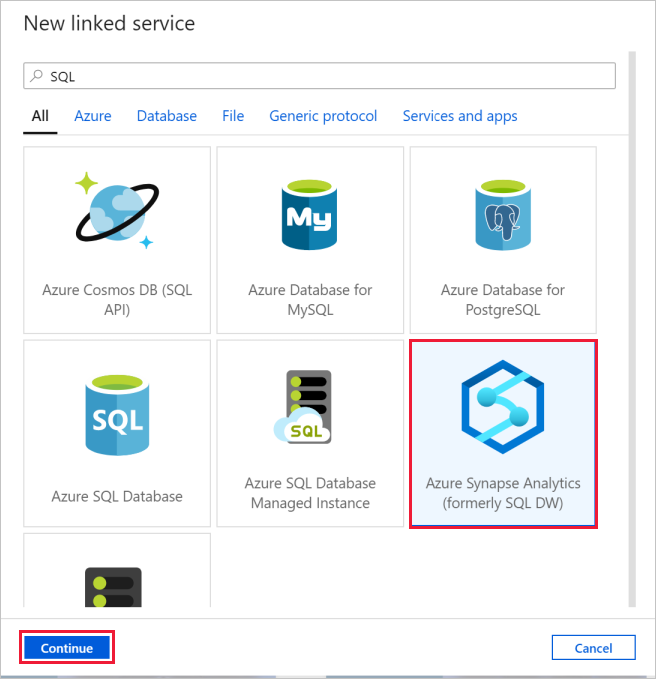 New linked service
SQL
All Azure Database File Generic protocol Services and apps
My
Azure Cosmos DB (SQL
API)
Azure Database for
MySQL
Azure Database for
PostgreSQL
SQL
SQL
Azure SQL Database
Azure SQL Database
Managed Instance
Azure Synapse Analytics
(formerly SQL DW)
Continue
Cancel